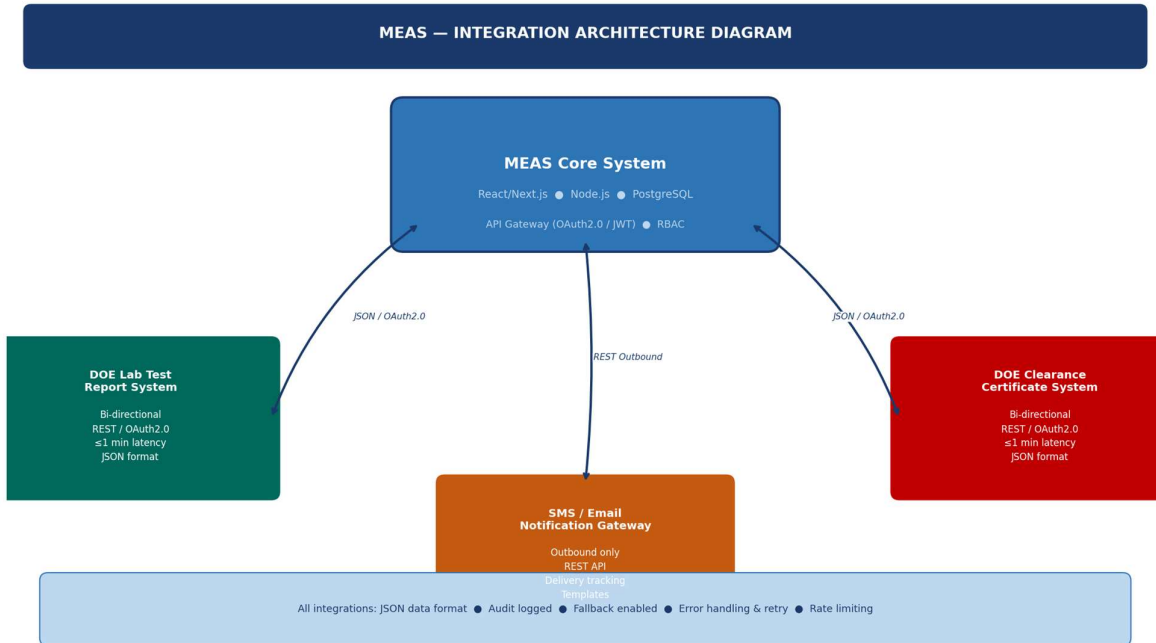 MEAS — INTEGRATION ARCHITECTURE DIAGRAM
MEAS Core System
React/Next.js ● Node.js ● PostgreSQL
API Gateway (OAuth2.0 / JWT) ● RBAC
JSON / OAuth2.0
JSON / OAuth2.0
REST Outbound
DOE Lab Test
Report System
Bi-directional
REST / OAuth2.0
≤1 min latency
JSON format
DOE Clearance
Certificate System
Bi-directional
REST / OAuth2.0
≤1 min latency
JSON format
SMS / Email
Notification Gateway
Outbound only
REST API
Delivery tracking
Templates
All integrations: JSON data format ● Audit logged ● Fallback enabled ● Error handling & retry ● Rate limiting